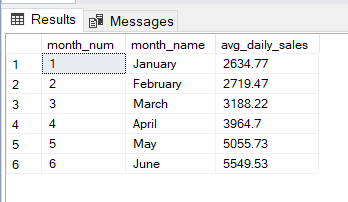 Results Messages
month_num month_name avg_daily_sales
1 1 January 2634.77
2 2 February 2719.47
3 3 March 3188.22
4 4 April 3964.7
5 5 May 5055.73
6 6 June 5549.53